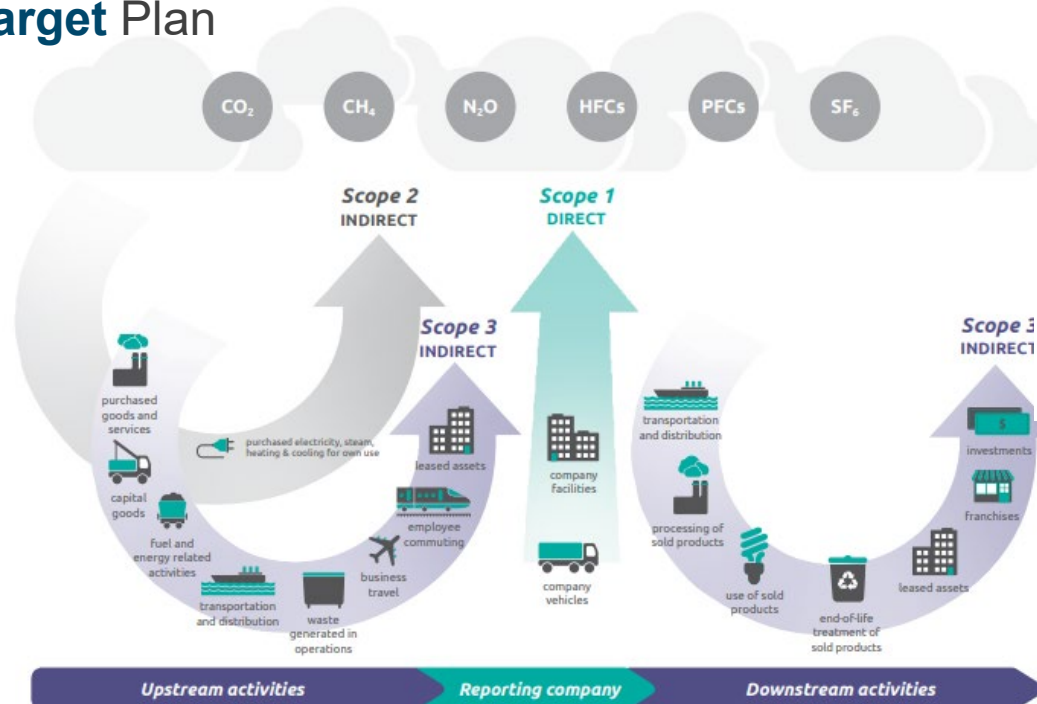 arget Plan
CO₂
CH₄
N₂O
HFCs
PFCs
SF₆
Scope 2
INDIRECT
Scope 1
DIRECT
Scope 3
INDIRECT
Scope 3
INDIRECT
purchased
goods and
services
capital
goods
fuel and
energy related
activities
purchased electricity, steam,
heating & cooling for own use
transportation
and distribution
waste
generated in
operations
business
travel
employee
commuting
leased assets
company
facilities
company
vehicles
transportation
and distribution
processing of
sold products
use of sold
products
end-of-life
treatment of
sold products
leased assets
franchises
$
investments
Upstream activities
Reporting company
Downstream activities